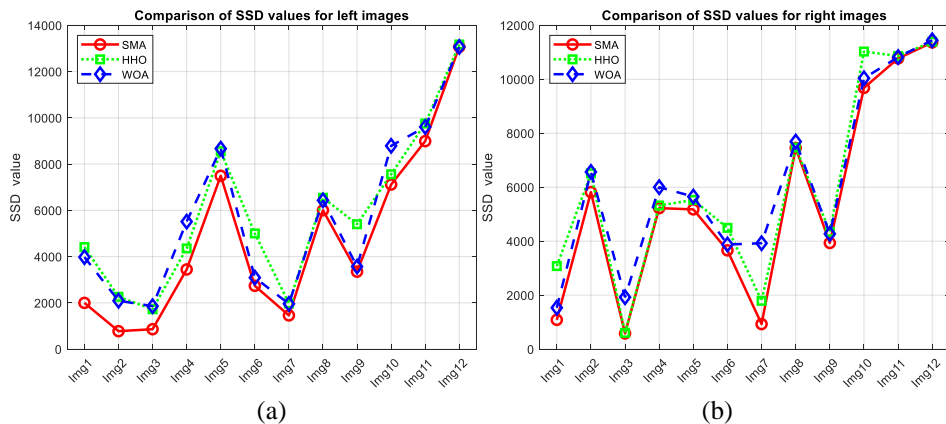 Comparison of SSD values for left images
SSD value
14000
12000
10000
8000
6000
4000
2000
0
SMA
HHO
WOA
Img1
Img2
Img3
Img4
Img5
Img6
Img7
Img8
Img9
Img10
Img11
Img12
(a)
Comparison of SSD values for right images
SSD value
12000
10000
8000
6000
4000
2000
0
SMA
HHO
WOA
Img1
Img2
Img3
Img4
Img5
Img6
Img7
Img8
Img9
Img10
Img11
Img12
(b)